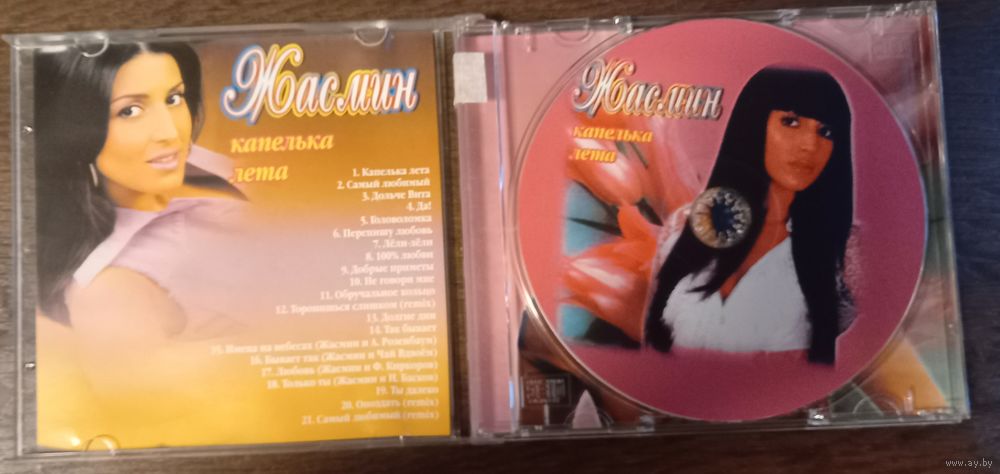 Жасмин
капелька
лета
1. Капелька лета
2. Самый любимый
3. Дольче Вита
4. Да!
5. Головоломка
6. Перепишу любовь
7. Лёли-лёли
8. 100% любви
9. Добрые приметы
10. Не говори мне
11. Обручальное кольцо
12. Торопишься слишком (remix)
13. Долгие дни
14. Так бывает
15. Имена на небесах (Жасмин и А. Розенбаум)
16. Бывает так (Жасмин и Чай Вдвоём)
17. Любовь (Жасмин и Ф. Киркоров)
18. Только ты (Жасмин и Н. Басков)
19. Ты далеко
20. Опоздать (remix)
21. Самый любимый (remix)
Жасмин
капелька
лета
www.ay.by